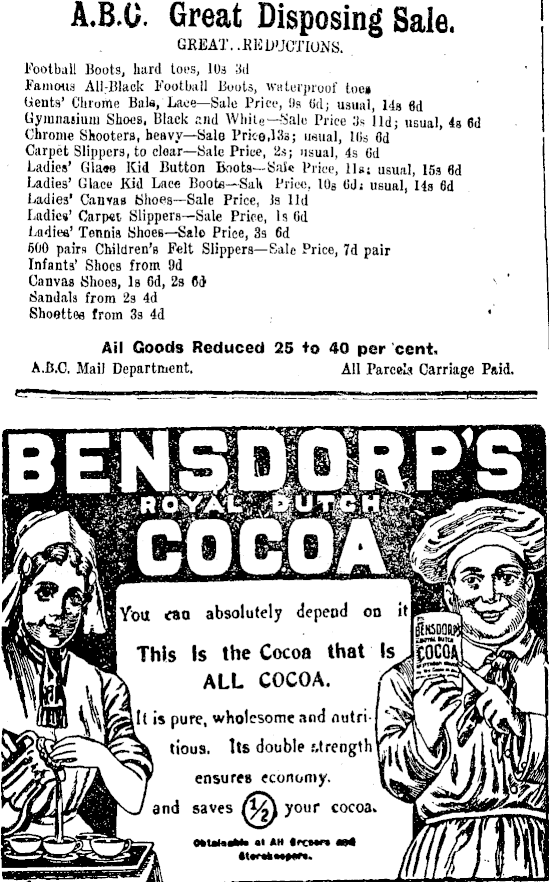 A.B.C. Great Disposing Sale.
GREAT..REDUCTIONS.
Football Boots, hard toes, 10s 3d
Famous All-Black Football Boots, waterproof toes
Gents' Chrome Bals, Lace—Sale Price, 9s 6d; usual, 14s 6d
Gymnasium Shoes, Black and White—Sale Price 3s 11d; usual, 4s 6d
Chrome Shooters, heavy—Sale Price, 13s; usual, 16s 6d
Carpet Slippers, to clear—Sale Price, 2s; usual, 4s 6d
Ladies' Glace Kid Button Boots—Sale Price, 11s; usual, 15s 6d
Ladies' Glace Kid Lace Boots—Sale Price, 10s 6d; usual, 14s 6d
Ladies' Canvas Shoes—Sale Price, 3s 11d
Ladies' Carpet Slippers—Sale Price, 1s 6d
Ladies' Tennis Shoes—Sale Price, 3s 6d
500 pairs Children's Felt Slippers—Sale Price, 7d pair
Infants' Shoes from 9d
Canvas Shoes, 1s 6d, 2s 6d
Sandals from 2s 4d
Shoettes from 3s 4d
All Goods Reduced 25 to 40 per cent.
A.B.C. Mail Department. All Parcels Carriage Paid.
BENSDORP'S
ROYAL DUTCH
COCOA
You can absolutely depend on it
This Is the Cocoa that Is
ALL COCOA.
It is pure, wholesome and nutri-
tious. Its double strength
ensures economy.
and saves ½ your cocoa.
Obtainable at All Grocers and
Storekeepers.
BENSDORP'S
ROYAL DUTCH
COCOA